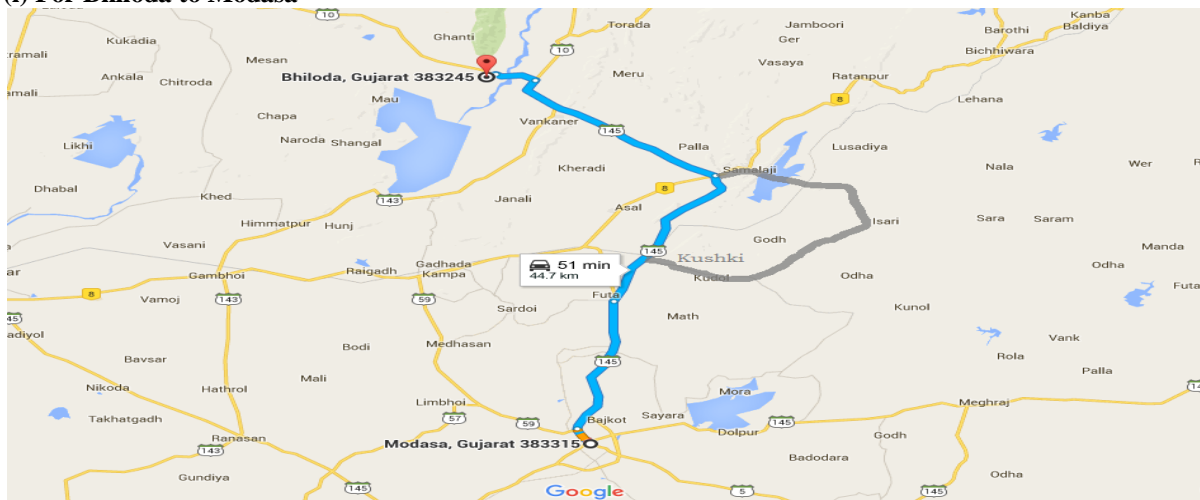 (i) For Bhiloda to Modasa
10
Kanba
Baldiya
Barothi
Torada
Jamboori
Ger
Ghanti
Kukadia
Mesan
10
Bichhiwara
Vasaya
Ankala
Chitroda
Bhiloda, Gujarat 383245
Meru
Ratanpur
Mau
8
Lehana
Chapa
Vankaner
145
Naroda
Shangal
Palla
Lusadiya
Likhi
Kheradi
Samalaji
Nala
Wer
Dhabal
8
Khed
143
Janali
Asal
Himmatpur
Hunj
Isari
Sara
Saram
Vasani
Godh
Manda
145
Kushki
Gadhada
Kampa
51 min
44.7 km
Raigadh
Gambhoi
Kudol
Odha
Odha
Futa
8
Vamoj
143
59
Futa
Sardoi
Kunol
Math
45
Bodi
Medhasan
Vank
Bavsar
145
Rola
Palla
Mali
Nikoda
Hathrol
Mora
Limbhoi
Meghraj
Takhatgadh
57
59
Bajkot
Sayara
145
Ranasan
Modasa, Gujarat 383315
Dolpur
Godh
143
Badodara
Gundiya
Odha
145
Google
5